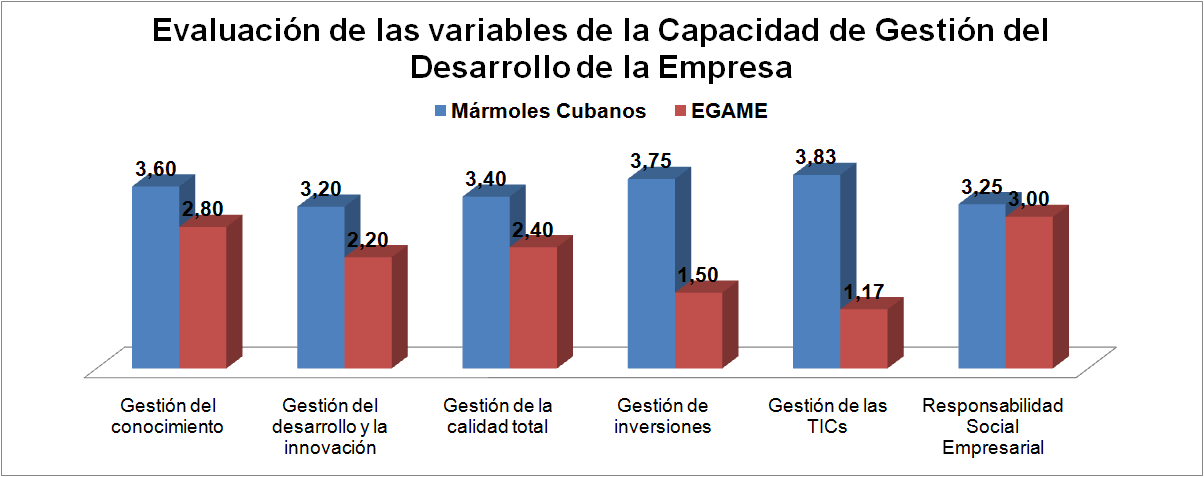 Evaluación de las variables de la Capacidad de Gestión del
Desarrollo de la Empresa
Mármoles Cubanos EGAME
3,60 2,80 3,20 2,20 3,40 2,40 3,75 1,50 3,83 1,17 3,25 3,00
Gestión del
conocimiento
Gestión del
desarrollo y la
innovación
Gestión de la
calidad total
Gestión de
inversiones
Gestión de las
TICs
Responsabilidad
Social
Empresarial